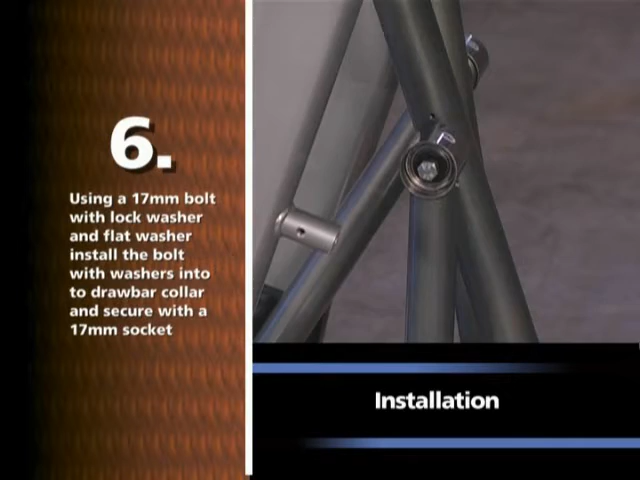 6.
Using a 17mm bolt
with lock washer
and flat washer
install the bolt
with washers into
to drawbar collar
and secure with a
17mm socket
Installation